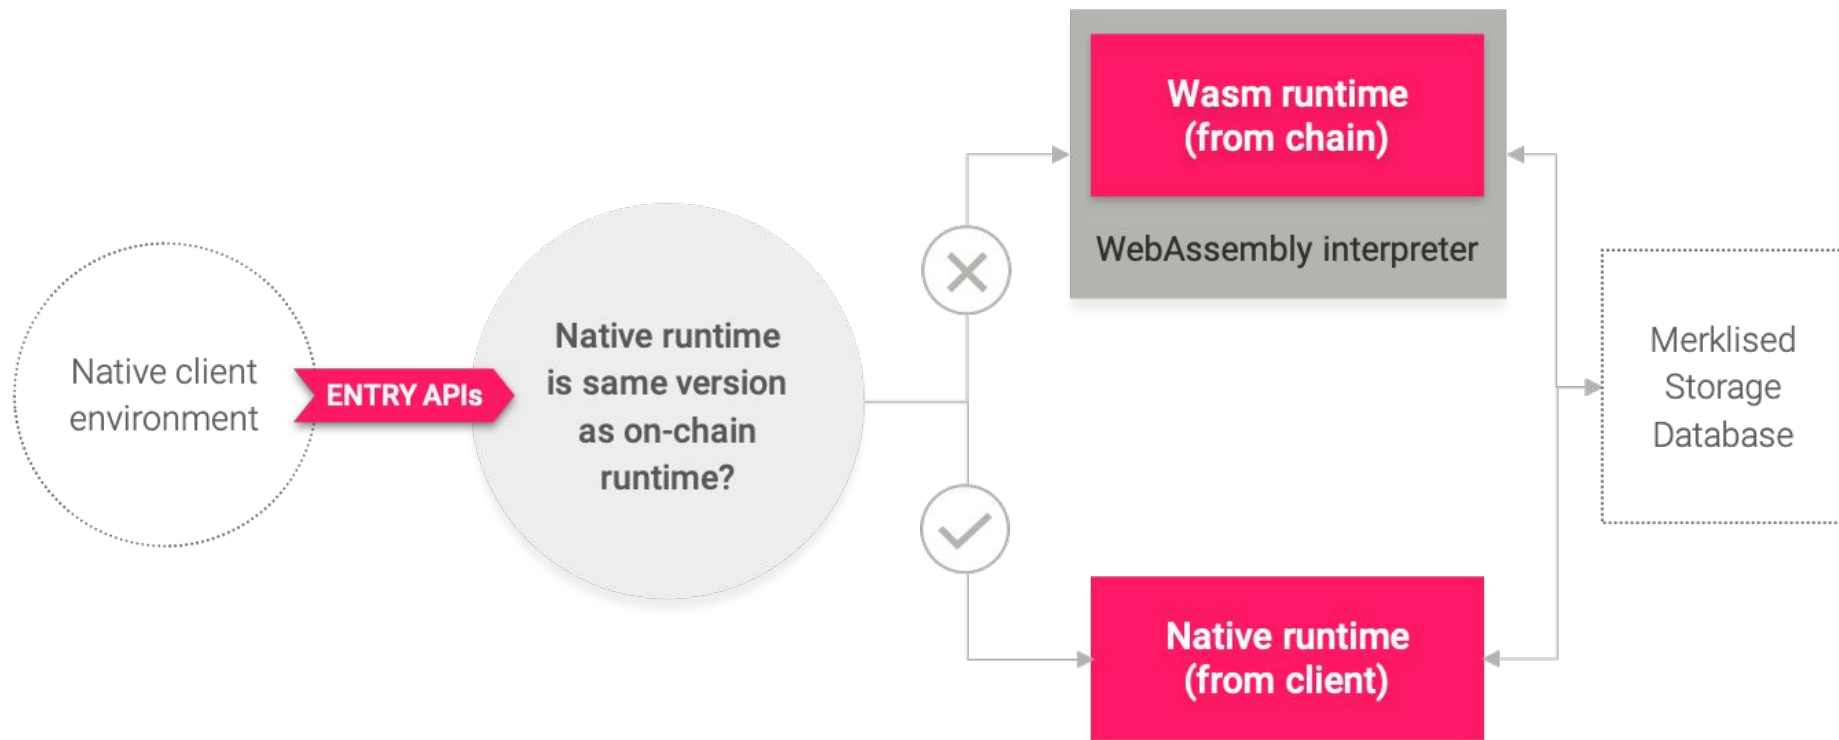 Native client
environment
ENTRY APIs
Native runtime
is same version
as on-chain
runtime?
Wasm runtime
(from chain)
WebAssembly interpreter
Native runtime
(from client)
Merklised
Storage
Database